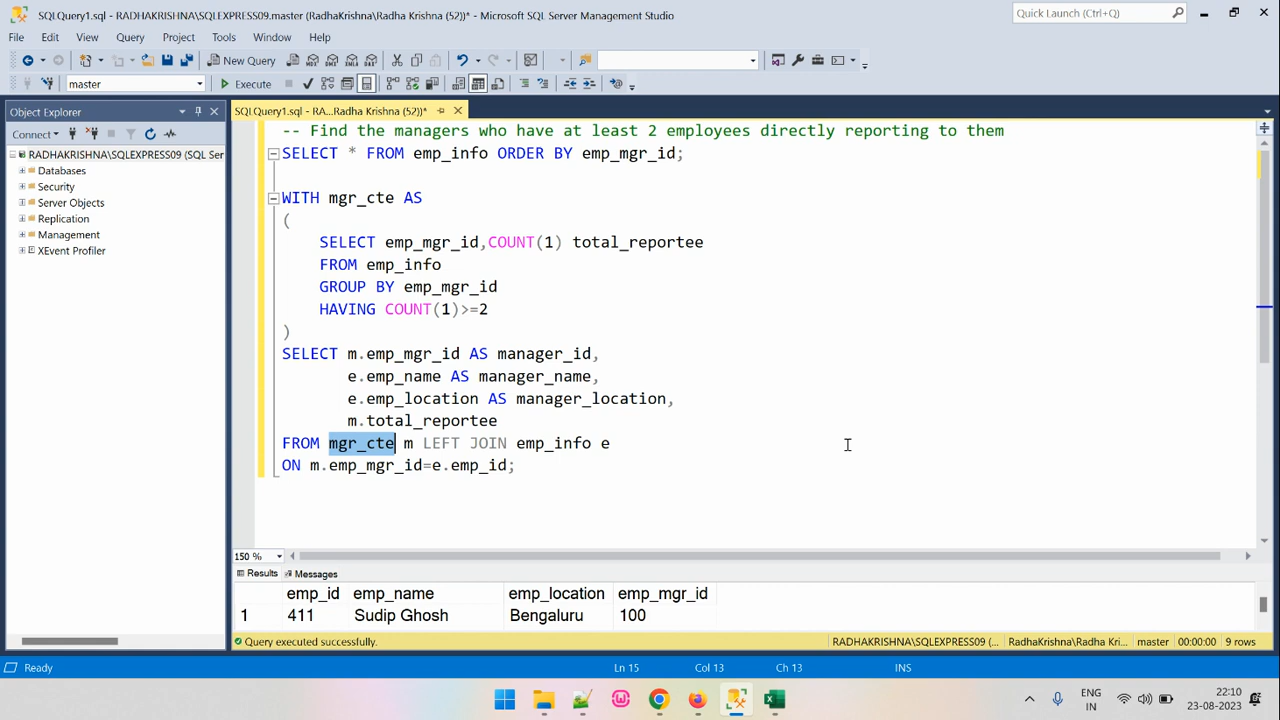 SQLQuery1.sql - RADHAKRISHNA\SQLEXPRESS09.master (RadhaKrishna\Radha Krishna (52))* - Microsoft SQL Server Management Studio
Quick Launch (Ctrl+Q)
File Edit View Query Project Tools Window Help
New Query
master Execute
Object Explorer
SQLQuery1.sql - RA...Radha Krishna (52))*
Connect
RADHAKRISHNA\SQLEXPRESS09 (SQL Ser
Databases
Security
Server Objects
Replication
Management
XEvent Profiler
-- Find the managers who have at least 2 employees directly reporting to them
SELECT * FROM emp_info ORDER BY emp_mgr_id;
WITH mgr_cte AS
(
SELECT emp_mgr_id,COUNT(1) total_reportee
FROM emp_info
GROUP BY emp_mgr_id
HAVING COUNT(1)>=2
)
SELECT m.emp_mgr_id AS manager_id,
e.emp_name AS manager_name,
e.emp_location AS manager_location,
m.total_reportee
FROM mgr_cte m LEFT JOIN emp_info e
ON m.emp_mgr_id=e.emp_id;
150 %
Results Messages
emp_id emp_name emp_location emp_mgr_id
1 411 Sudip Ghosh Bengaluru 100
Query executed successfully. RADHAKRISHNA\SQLEXPRESS09 (... RadhaKrishna\Radha Kri... master 00:00:00 9 rows
Ready Ln 15 Col 13 Ch 13 INS
ENG
IN
22:10
23-08-2023